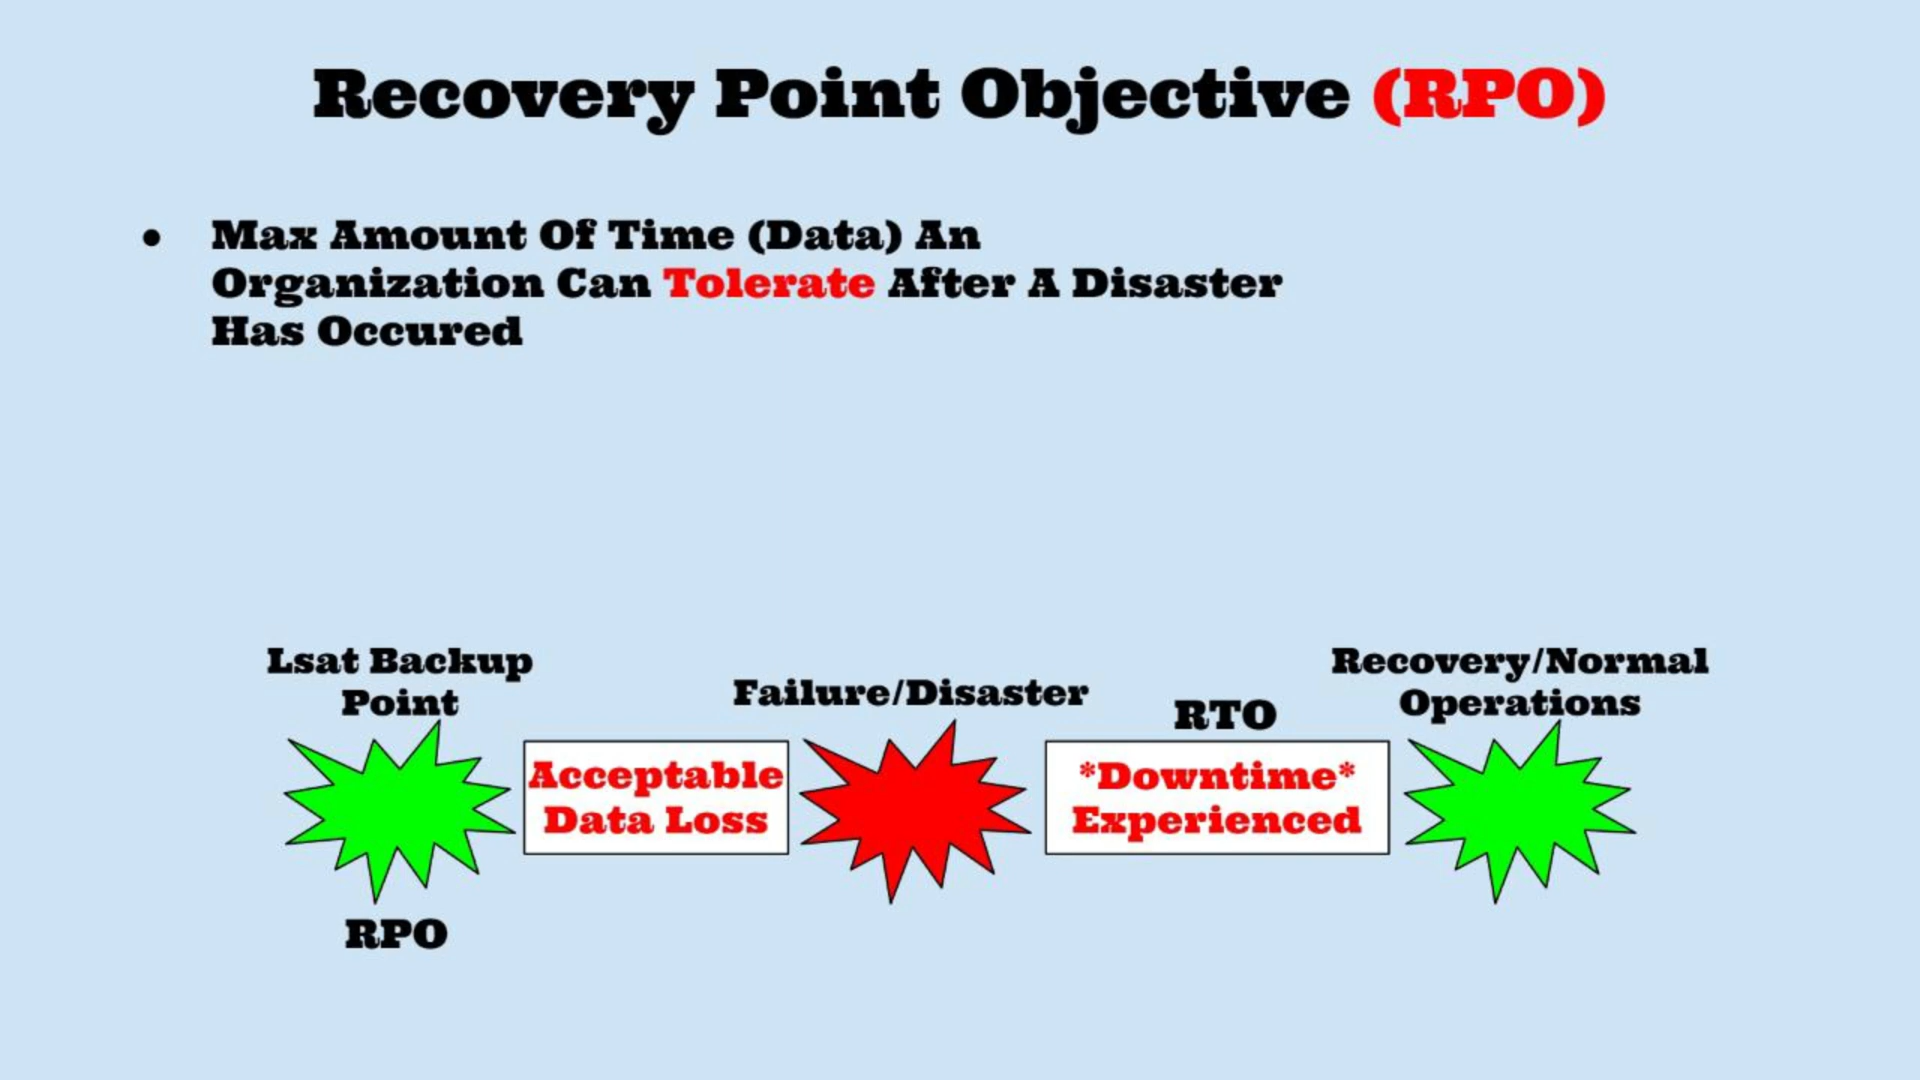 Recovery Point Objective (RPO)
• Max Amount Of Time (Data) An
Organization Can Tolerate After A Disaster
Has Occured
Lsat Backup
Point
RPO
Acceptable
Data Loss
Failure/Disaster
RTO
*Downtime*
Experienced
Recovery/Normal
Operations